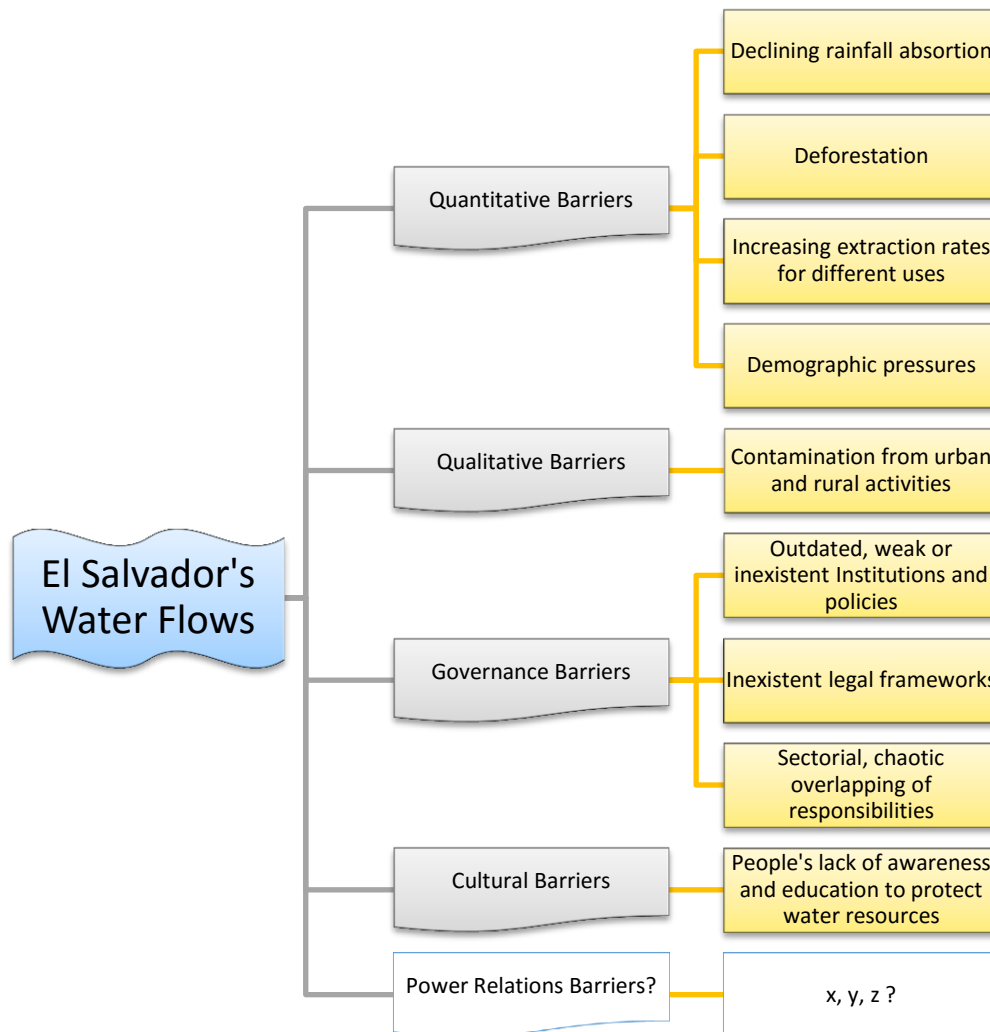 El Salvador's
Water Flows
Quantitative Barriers
Declining rainfall absortion
Deforestation
Increasing extraction rates
for different uses
Demographic pressures
Qualitative Barriers
Contamination from urban
and rural activities
Governance Barriers
Outdated, weak or
inexistent Institutions and
policies
Inexistent legal frameworks
Sectorial, chaotic
overlapping of
responsibilities
Cultural Barriers
People's lack of awareness
and education to protect
water resources
Power Relations Barriers?
x, y, z ?